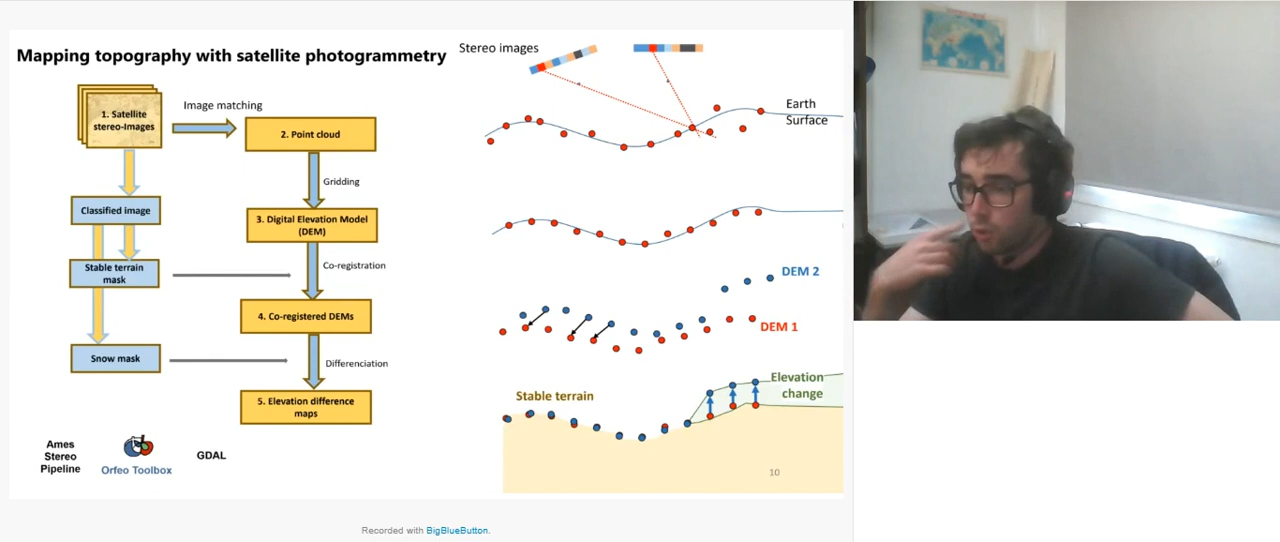 Mapping topography with satellite photogrammetry
Stereo images
1. Satellite
stereo-Images
Image matching
2. Point cloud
Earth
Surface
Gridding
Classified image
3. Digital Elevation Model
(DEM)
Co-registration
Stable terrain
mask
DEM 2
4. Co-registered DEMs
DEM 1
Snow mask
Differenciation
Elevation
change
Stable terrain
5. Elevation difference
maps
Ames
Stereo
Pipeline
Orfeo Toolbox
GDAL
10
Recorded with BigBlueButton.